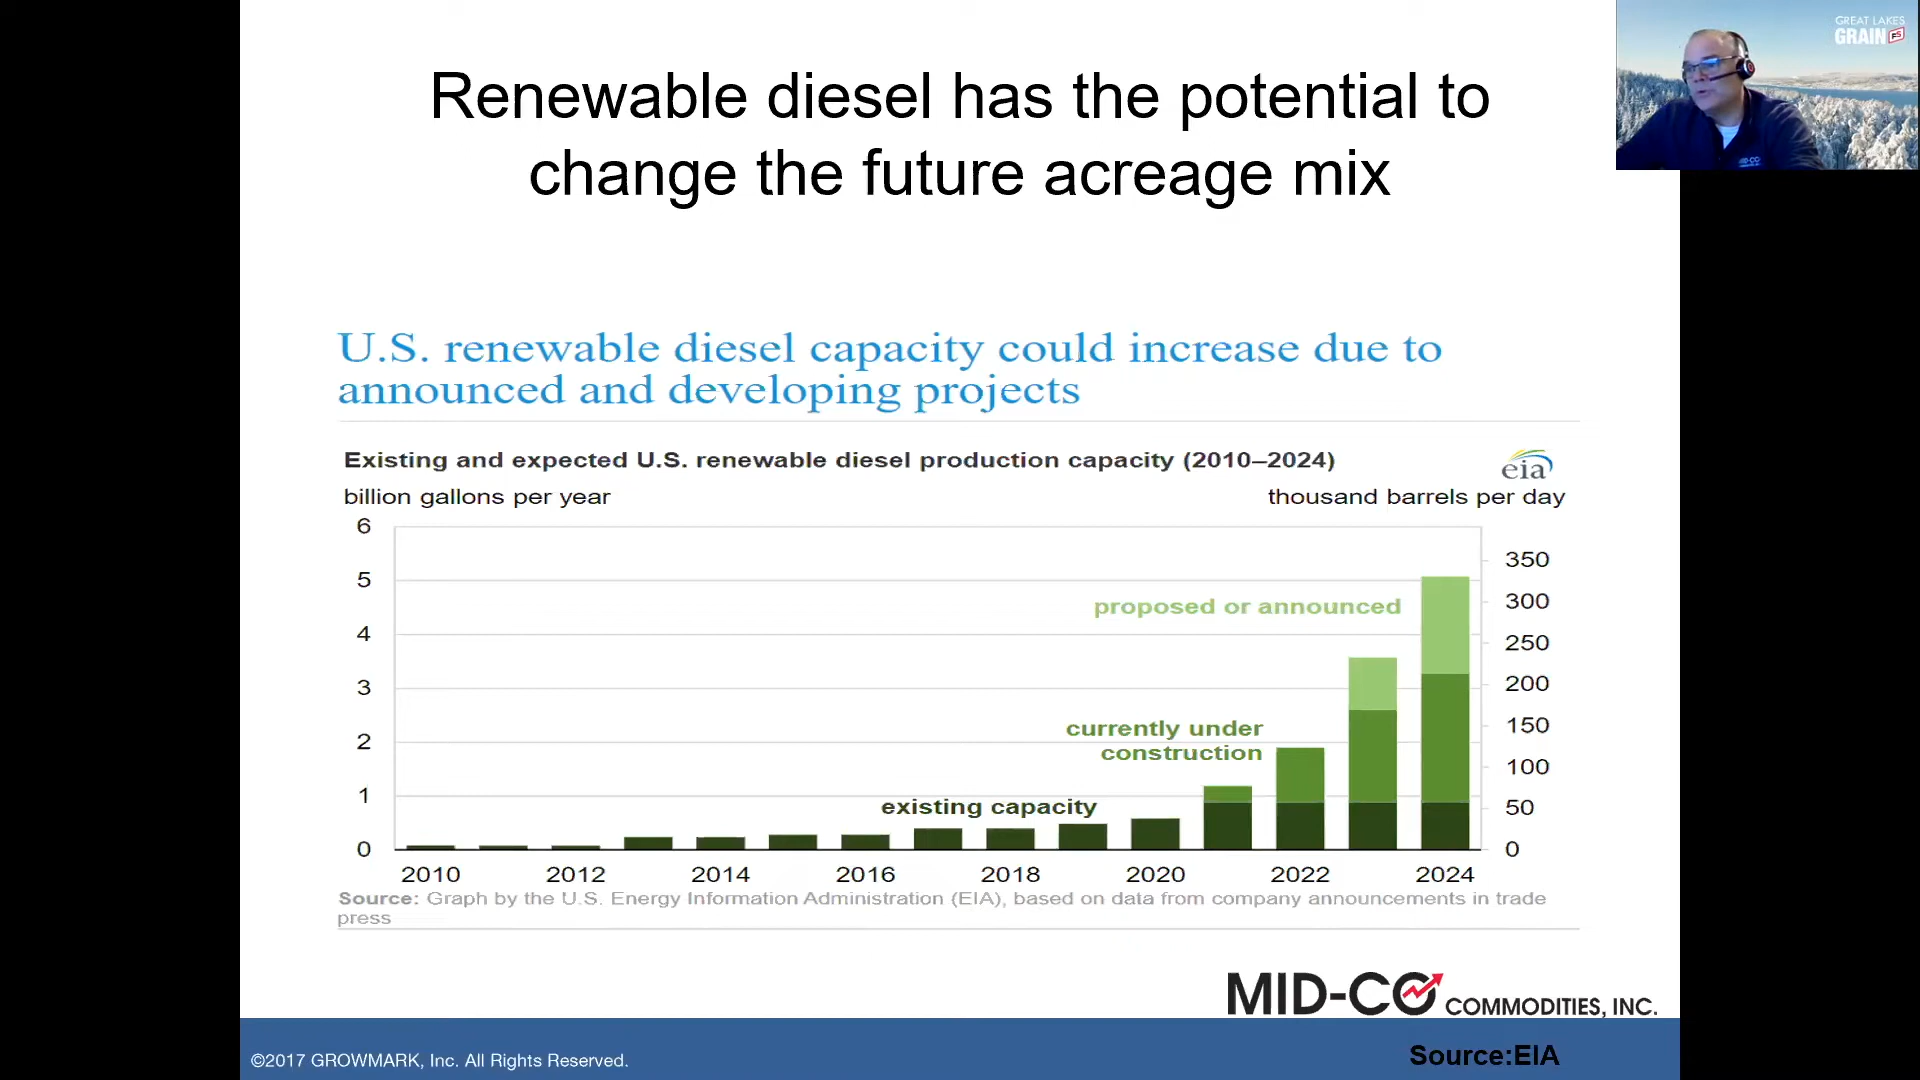 Renewable diesel has the potential to
change the future acreage mix
GREAT LAKES
GRAIN FS
MID-CO
U.S. renewable diesel capacity could increase due to
announced and developing projects
Existing and expected U.S. renewable diesel production capacity (2010–2024)
eia
billion gallons per year
thousand barrels per day
6
5
4
3
2
1
0
350
300
250
200
150
100
50
0
proposed or announced
currently under
construction
existing capacity
2010 2012 2014 2016 2018 2020 2022 2024
Source: Graph by the U.S. Energy Information Administration (EIA), based on data from company announcements in trade
press
MID-CO COMMODITIES, INC.
©2017 GROWMARK, Inc. All Rights Reserved.
Source:EIA